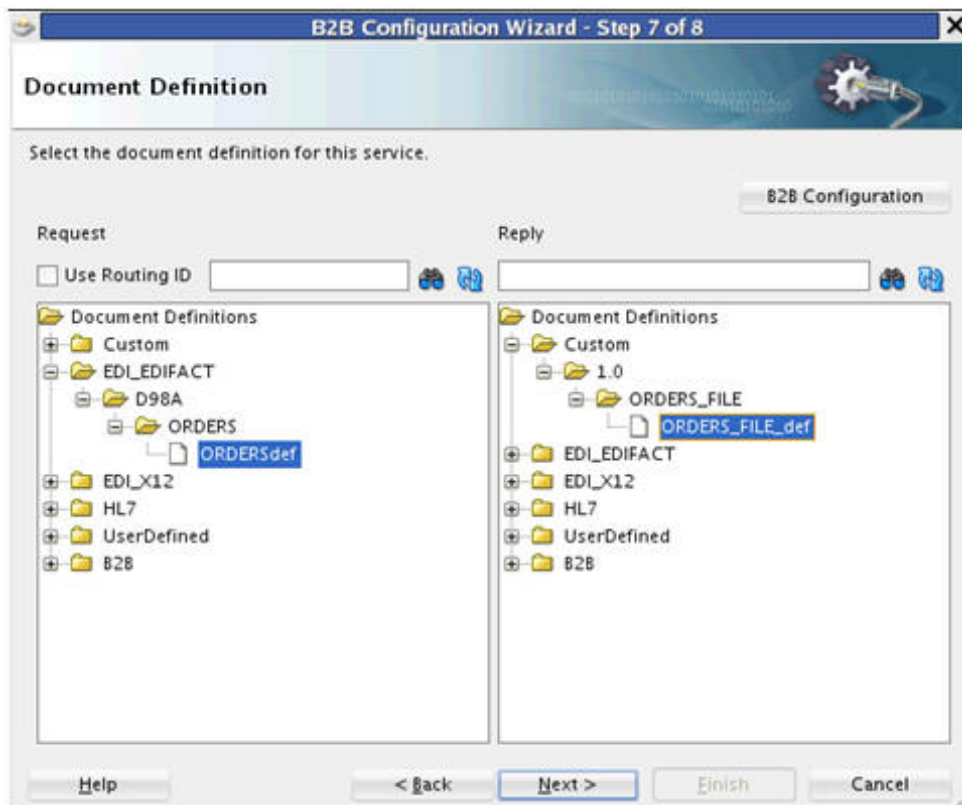 B2B Configuration Wizard - Step 7 of 8
Document Definition
Select the document definition for this service.
B2B Configuration
Request
Use Routing ID
Document Definitions
Custom
EDI_EDIFACT
D98A
ORDERS
ORDERSdef
EDI_X12
HL7
UserDefined
B2B
Reply
Document Definitions
Custom
1.0
ORDERS_FILE
ORDERS_FILE_def
EDI_EDIFACT
EDI_X12
HL7
UserDefined
B2B
Help
< Back
Next >
Finish
Cancel